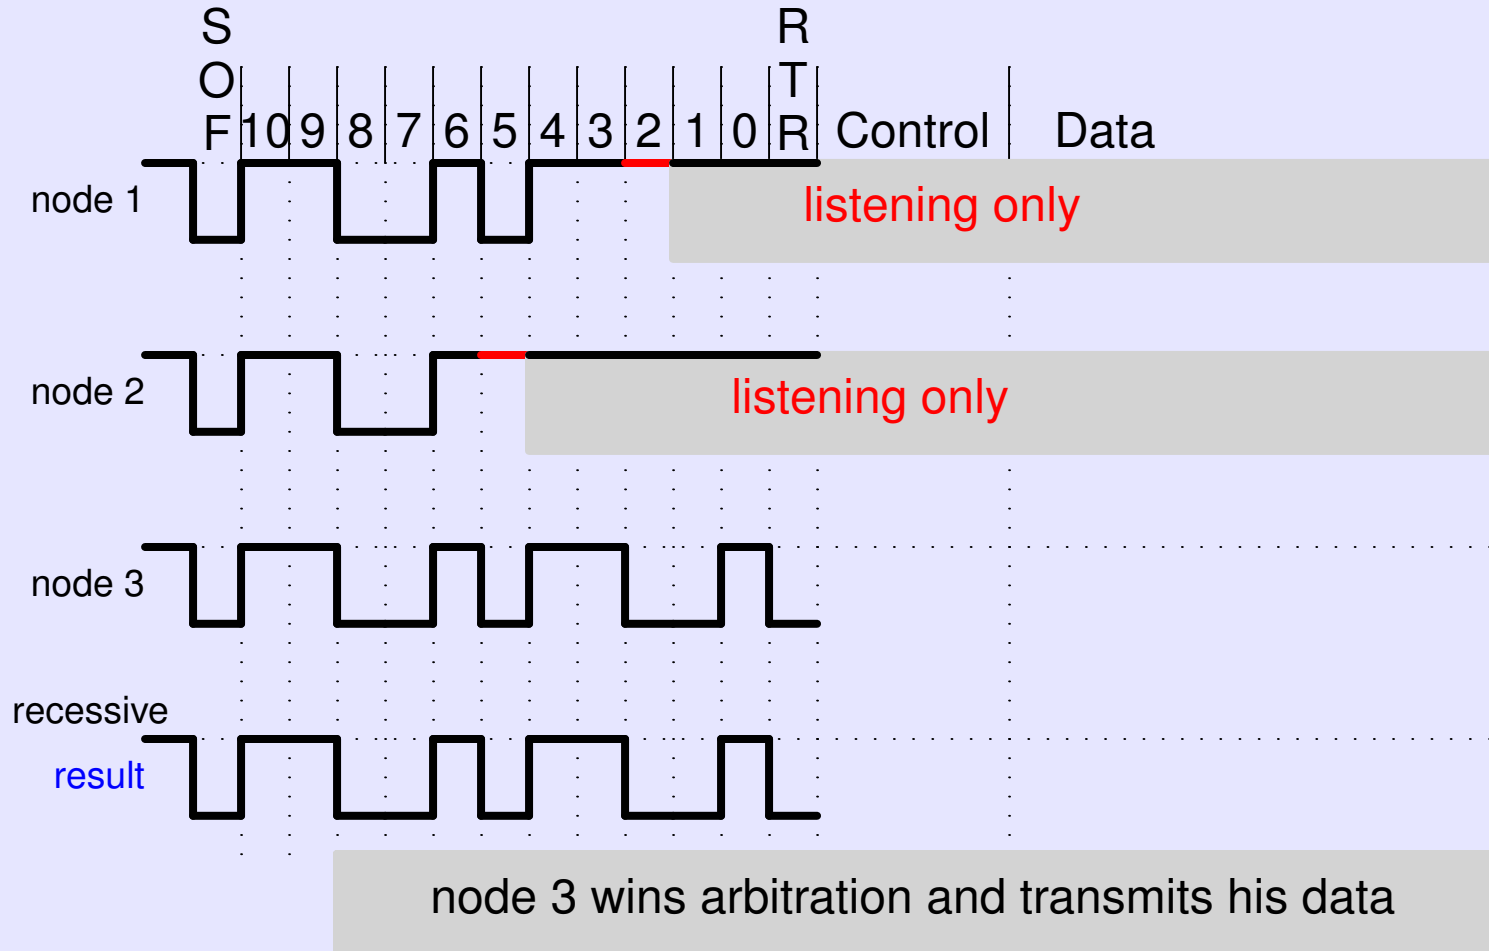 S R
O T
F 10 9 8 7 6 5 4 3 2 1 0 R Control Data
node 1 listening only
node 2 listening only
node 3
recessive
result
node 3 wins arbitration and transmits his data